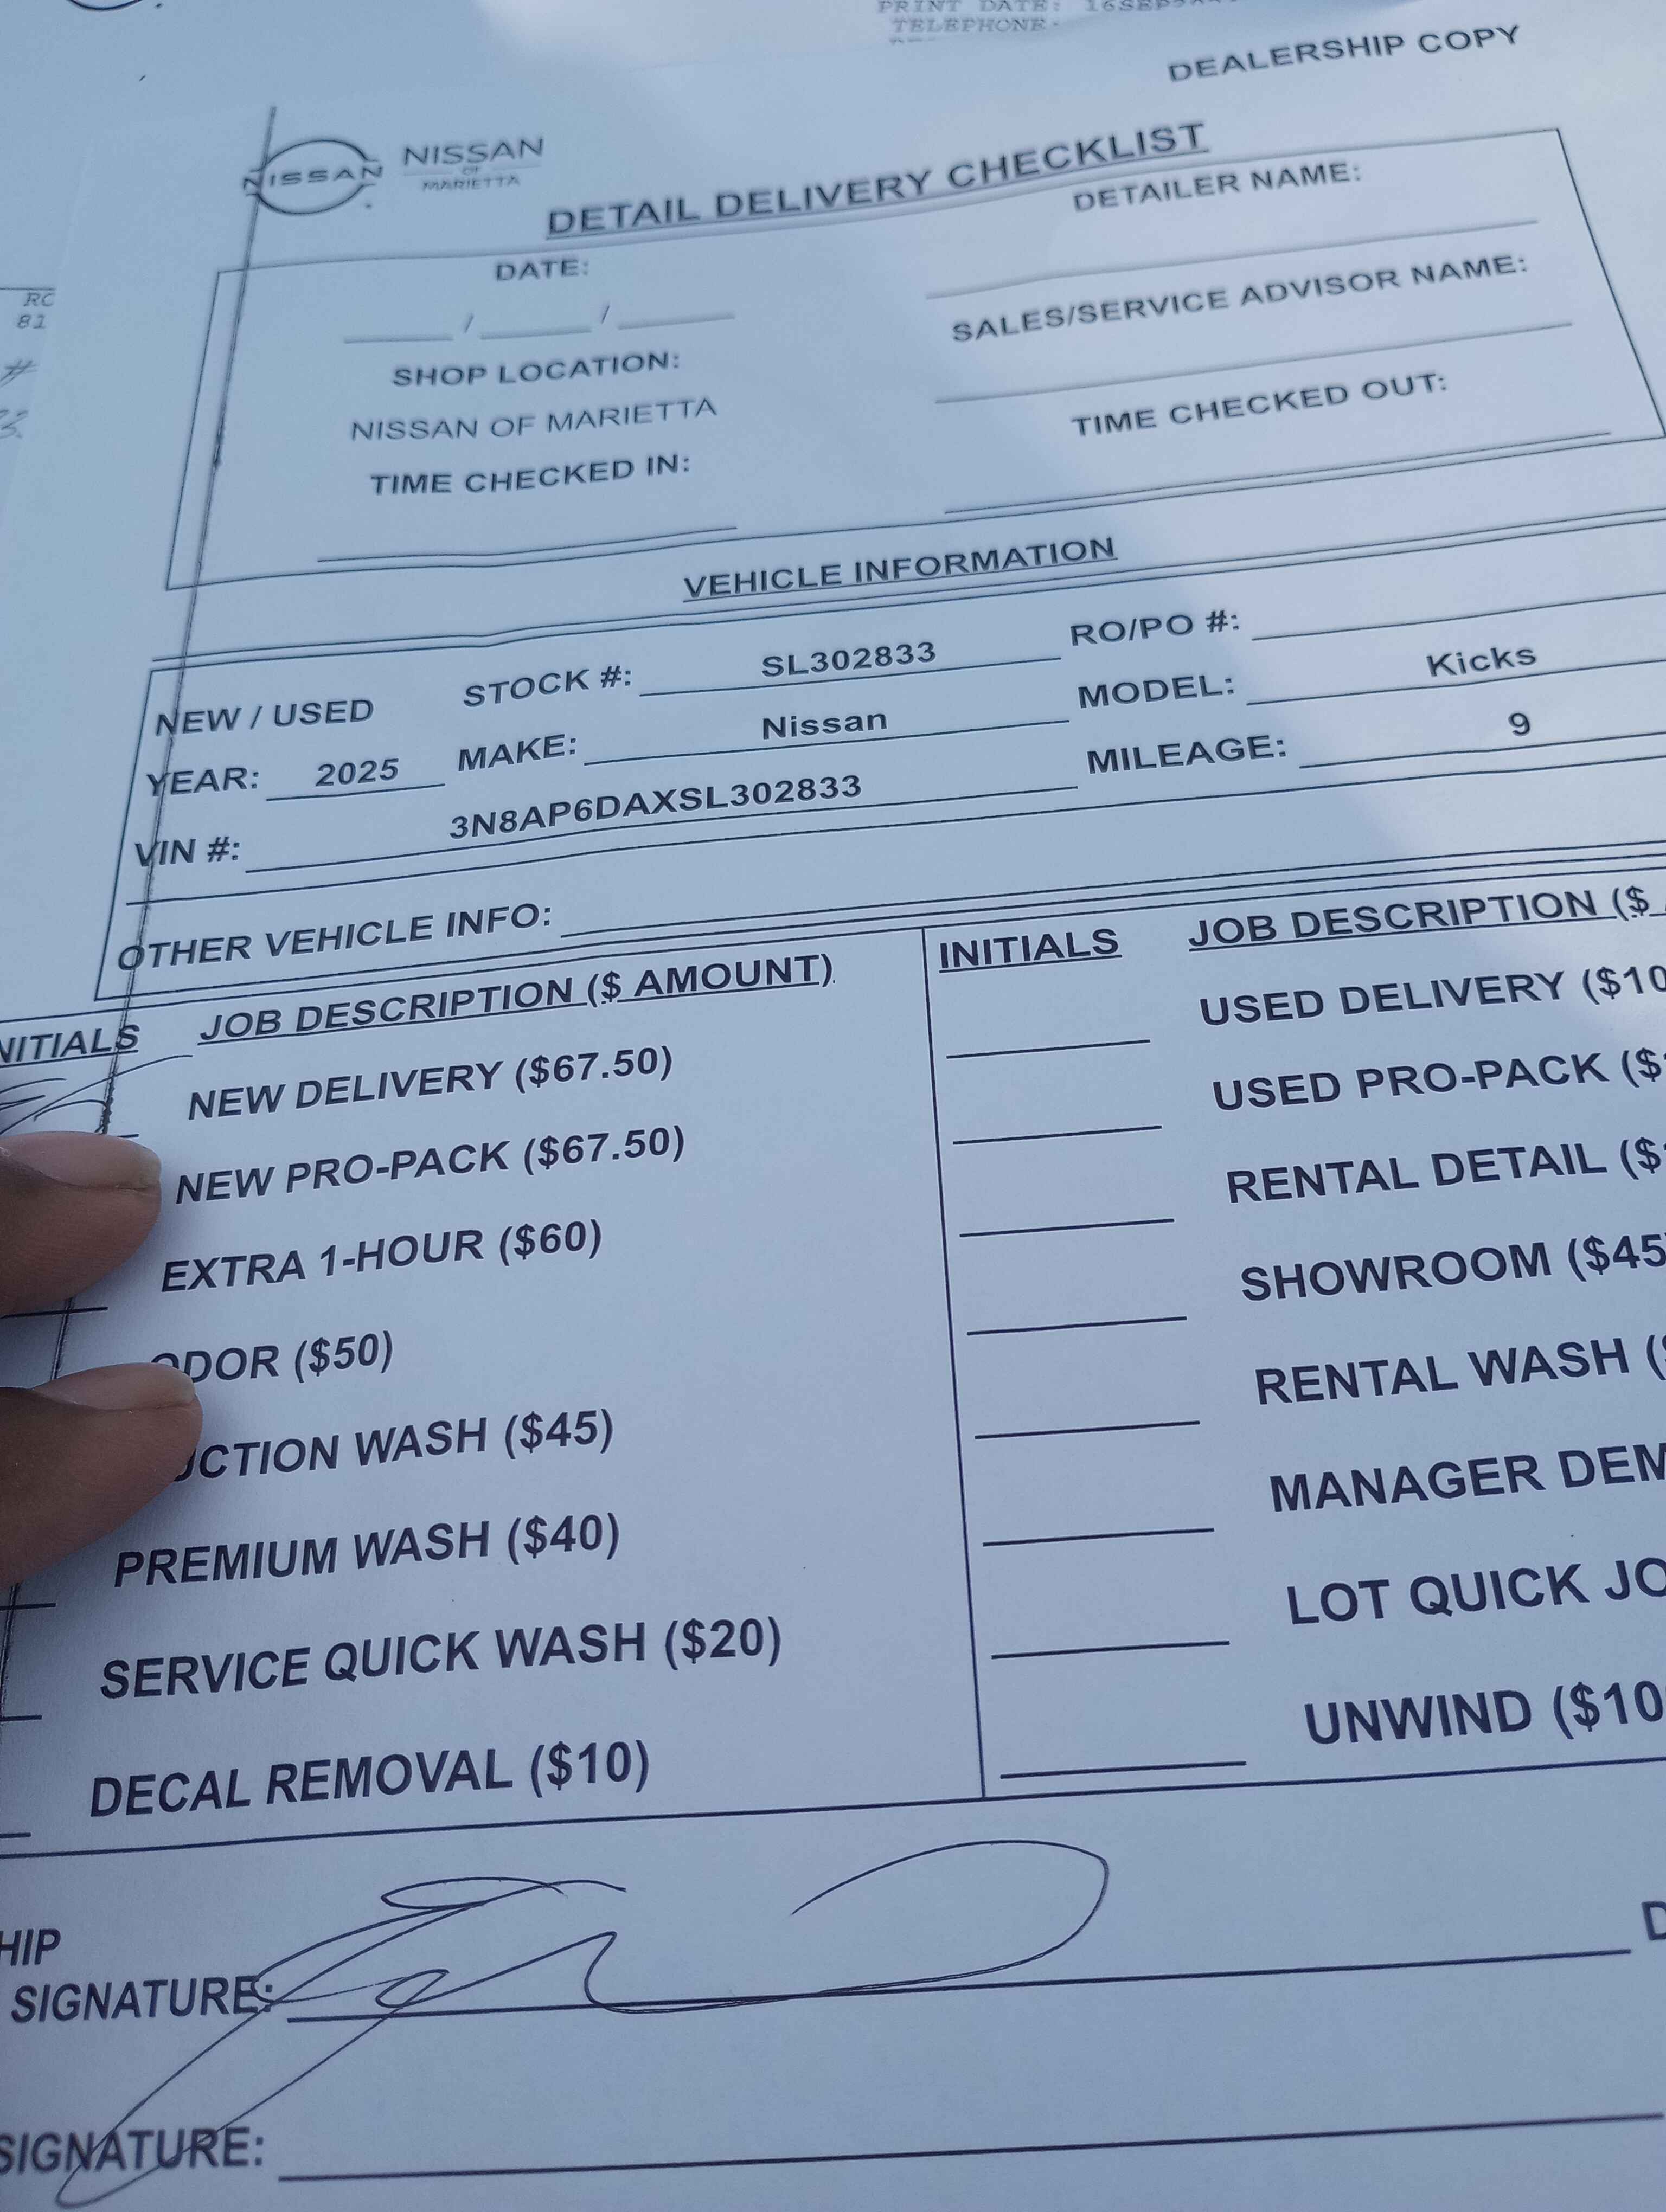 PRINT DATE: 16SEP
TELEPHONE
DEALERSHIP COPY
NISSAN
NISSAN
OF
MARIETTA
DETAIL DELIVERY CHECKLIST
DATE:
/ /
DETAILER NAME:
SHOP LOCATION:
NISSAN OF MARIETTA
SALES/SERVICE ADVISOR NAME:
TIME CHECKED IN:
TIME CHECKED OUT:
RC
81
#
VEHICLE INFORMATION
NEW / USED STOCK #: SL302833 RO/PO #:
YEAR: 2025 MAKE: Nissan MODEL: Kicks
VIN #: 3N8AP6DAXSL302833 MILEAGE: 9
OTHER VEHICLE INFO:
NITIALS JOB DESCRIPTION ($ AMOUNT)
NEW DELIVERY ($67.50)
NEW PRO-PACK ($67.50)
EXTRA 1-HOUR ($60)
ODOR ($50)
UCTION WASH ($45)
PREMIUM WASH ($40)
SERVICE QUICK WASH ($20)
DECAL REMOVAL ($10)
INITIALS JOB DESCRIPTION ($
USED DELIVERY ($10
USED PRO-PACK ($
RENTAL DETAIL ($
SHOWROOM ($45
RENTAL WASH (
MANAGER DEM
LOT QUICK JO
UNWIND ($10
HIP
SIGNATURE:
D
SIGNATURE: